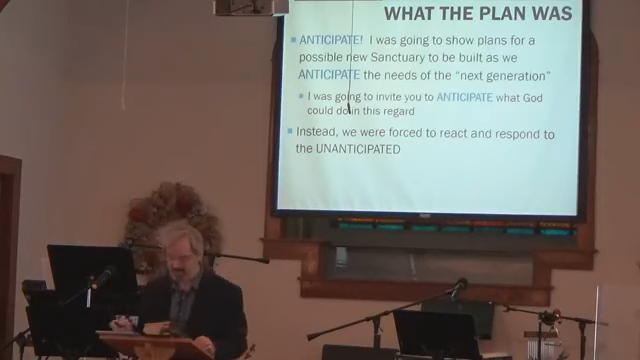 WHAT THE PLAN WAS
ANTICIPATE! I was going to show plans for a
possible new Sanctuary to be built as we
ANTICIPATE the needs of the "next generation"
I was going to invite you to ANTICIPATE what God
could do in this regard
Instead, we were forced to react and respond to
the UNANTICIPATED